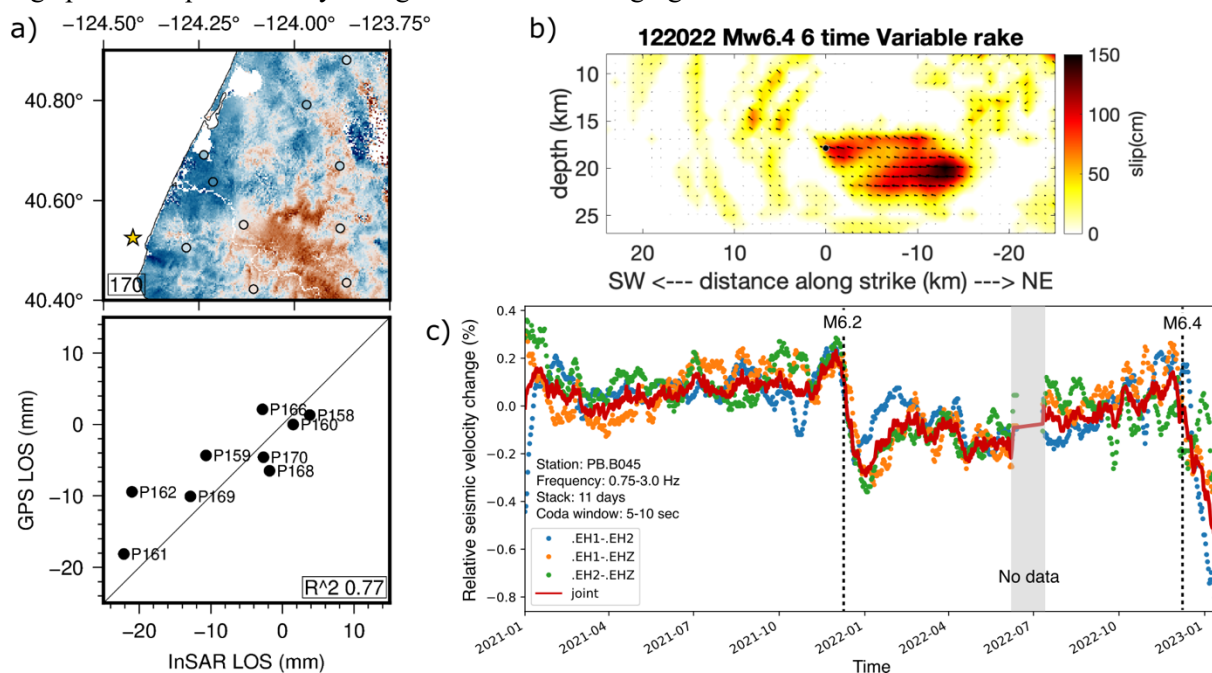 a)
−124.50° −124.25° −124.00° −123.75°
40.80°
40.60°
40.40°
170
GPS LOS (mm)
10
0
−10
−20
P166
P158
P160
P159
P170
P168
P162
P169
P161
R^2 0.77
−20 −10 0 10
InSAR LOS (mm)
b)
122022 Mw6.4 6 time Variable rake
depth (km)
10
15
20
25
20 10 0 -10 -20
SW <--- distance along strike (km) ---> NE
150
100
50
0
slip(cm)
c)
M6.2
M6.4
Relative seismic velocity change (%)
0.4
0.2
0.0
−0.2
−0.4
−0.6
−0.8
Station: PB.B045
Frequency: 0.75-3.0 Hz
Stack: 11 days
Coda window: 5-10 sec
.EH1-.EH2
.EH1-.EHZ
.EH2-.EHZ
joint
No data
2021-01 2021-04 2021-07 2021-10 2022-01 2022-04 2022-07 2022-10 2023-01
Time